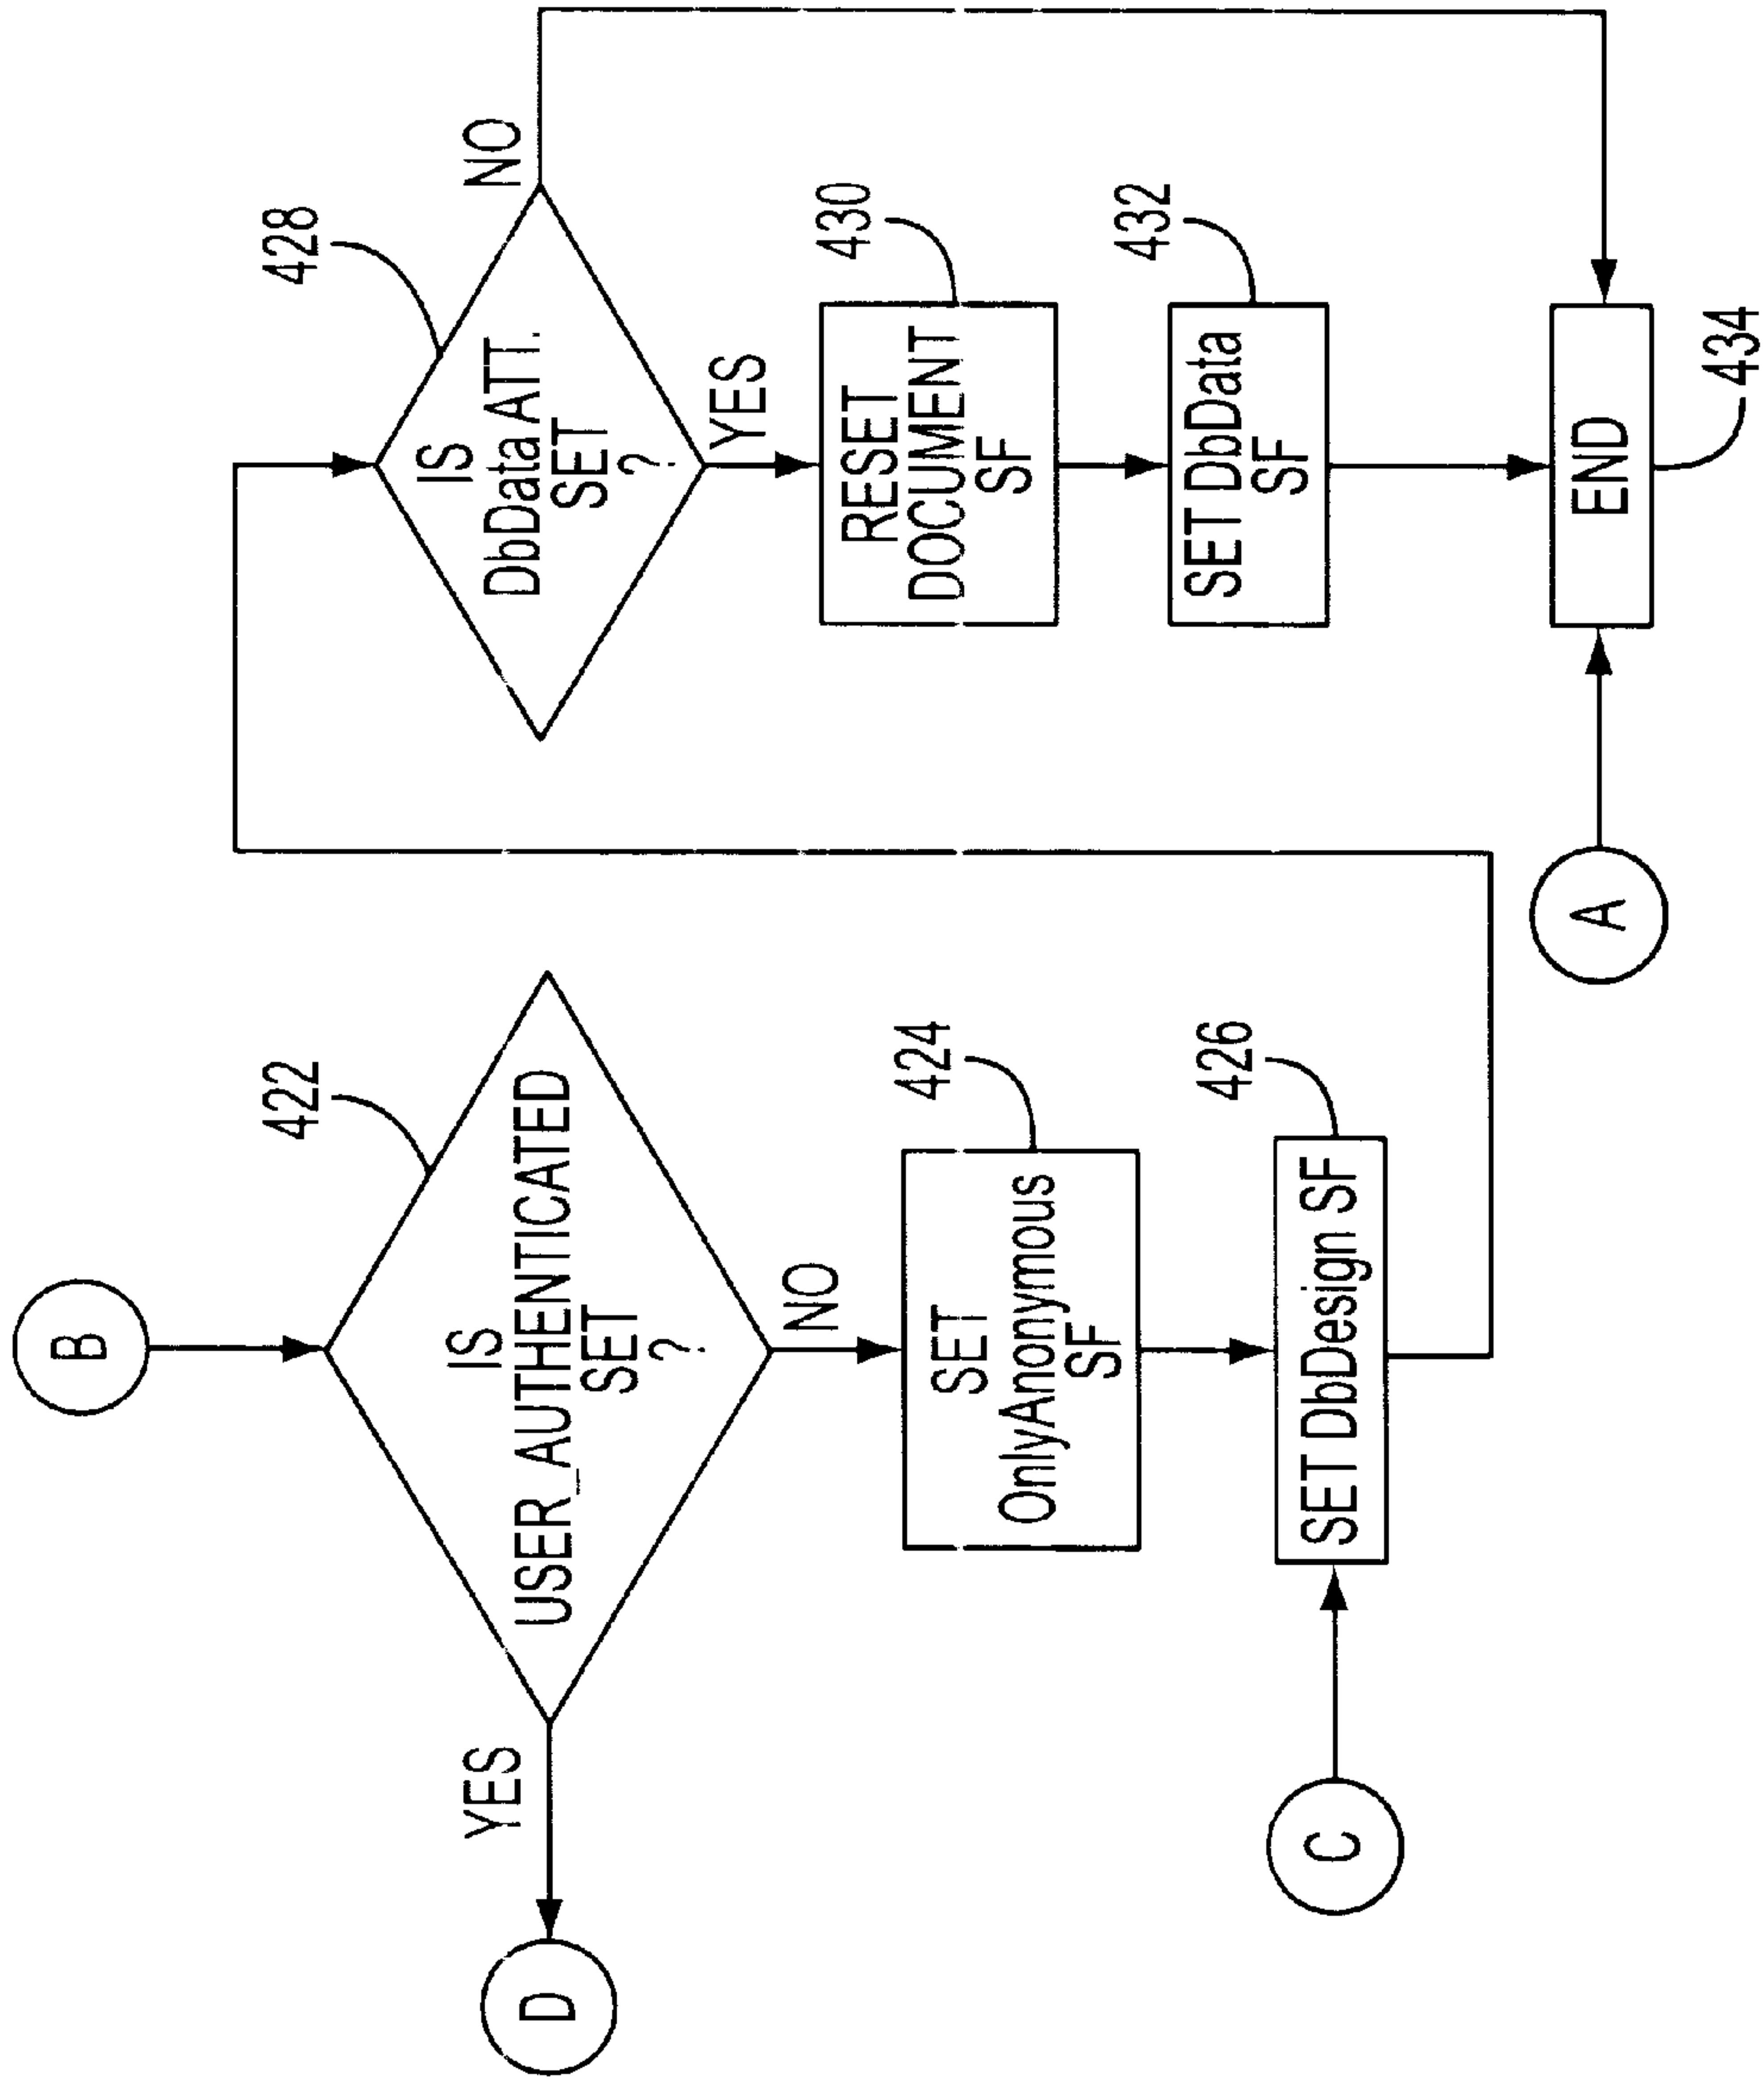 B
422
IS
USER_AUTHENTICATED
SET
?
YES
D
NO
424
SET
OnlyAnonymous
SF
426
SET DbDesign SF
C
428
IS
DbData ATT.
SET
?
NO
YES
430
RESET
DOCUMENT
SF
432
SET DbData
SF
A
END
434